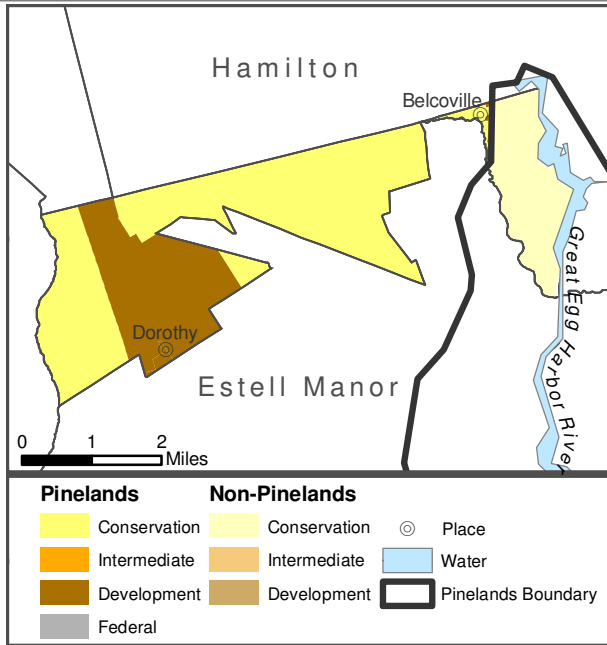 Hamilton
Belcoville
Great Egg Harbor River
Dorothy
Estell Manor
0 1 2
Miles
Pinelands Non-Pinelands
Conservation Conservation Place
Intermediate Intermediate Water
Development Development Pinelands Boundary
Federal